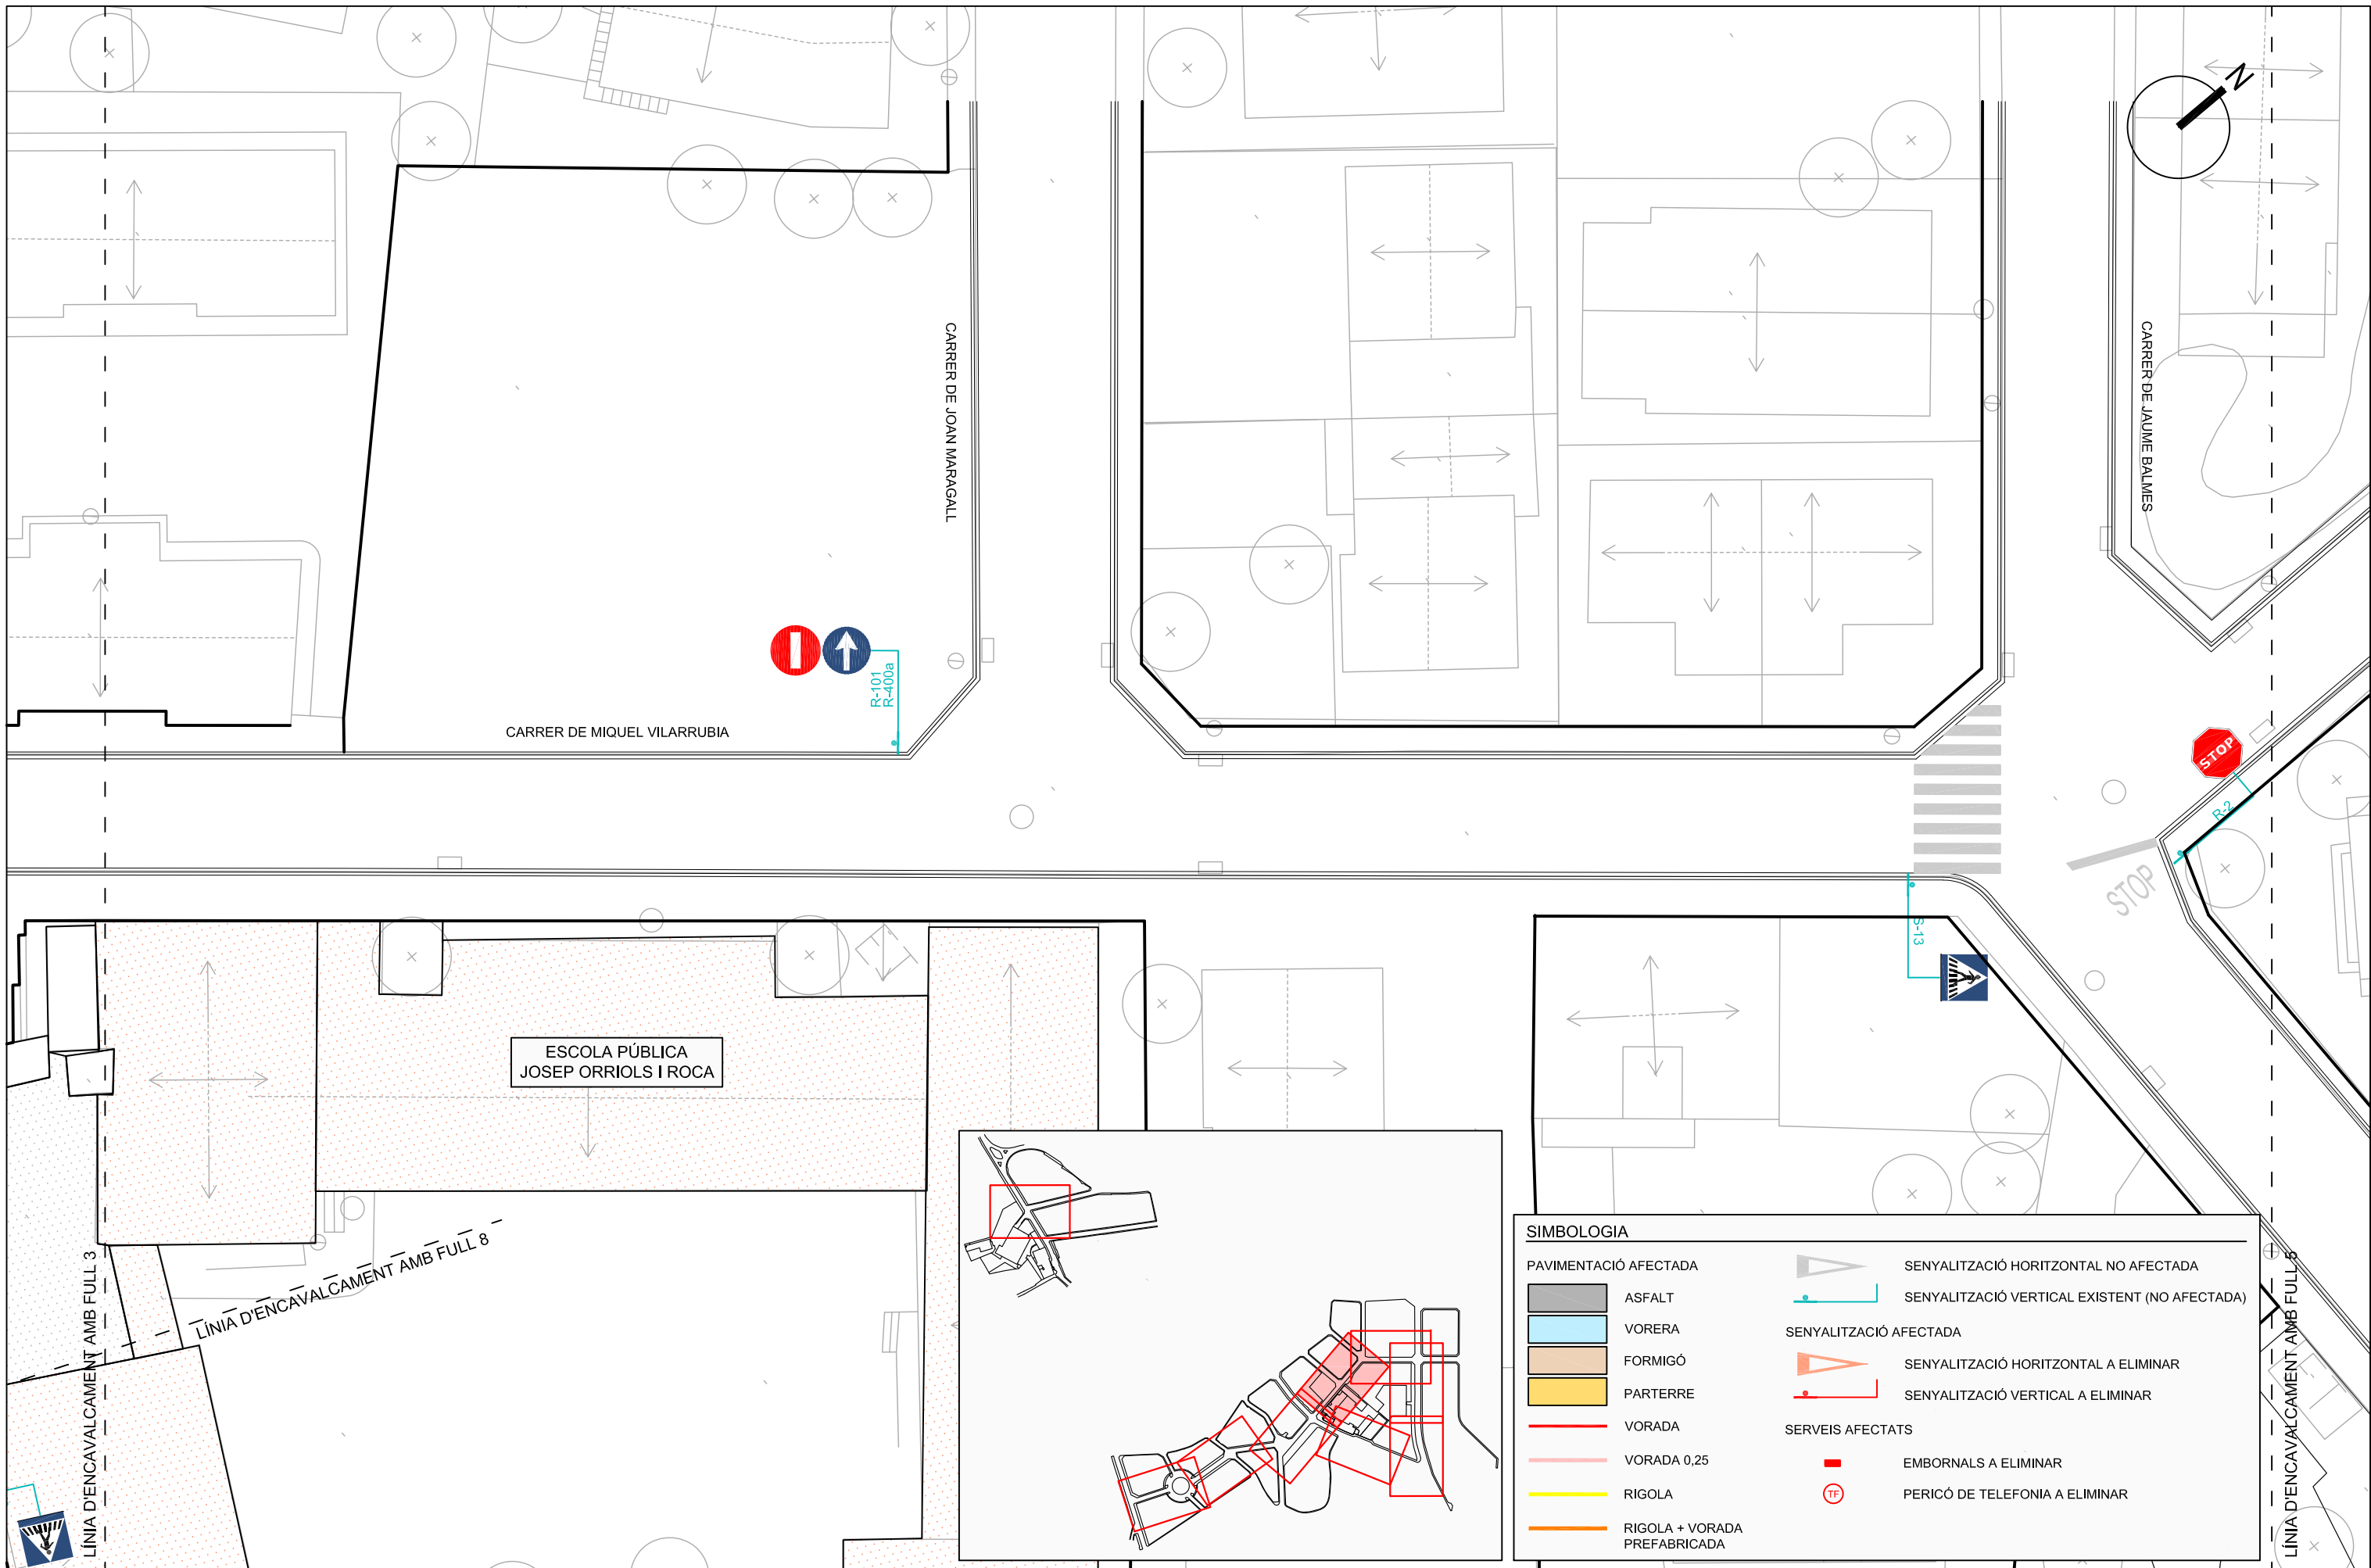 N
CARRER DE JOAN MARAGALL
CARRER DE JAUME BALMES
R-101
R-400a
CARRER DE MIQUEL VILARRUBIA
STOP
R-2
STOP
S-13
ESCOLA PÚBLICA
JOSEP ORRIOLS I ROCA
LÍNIA D'ENCAVALCAMENT AMB FULL 3
LÍNIA D'ENCAVALCAMENT AMB FULL 8
LÍNIA D'ENCAVALCAMENT AMB FULL 5
SIMBOLOGIA
PAVIMENTACIÓ AFECTADA
ASFALT
VORERA
FORMIGÓ
PARTERRE
VORADA
VORADA 0,25
RIGOLA
RIGOLA + VORADA
PREFABRICADA
SENYALITZACIÓ HORITZONTAL NO AFECTADA
SENYALITZACIÓ VERTICAL EXISTENT (NO AFECTADA)
SENYALITZACIÓ AFECTADA
SENYALITZACIÓ HORITZONTAL A ELIMINAR
SENYALITZACIÓ VERTICAL A ELIMINAR
SERVEIS AFECTATS
EMBORNALS A ELIMINAR
TF
PERICÓ DE TELEFONIA A ELIMINAR